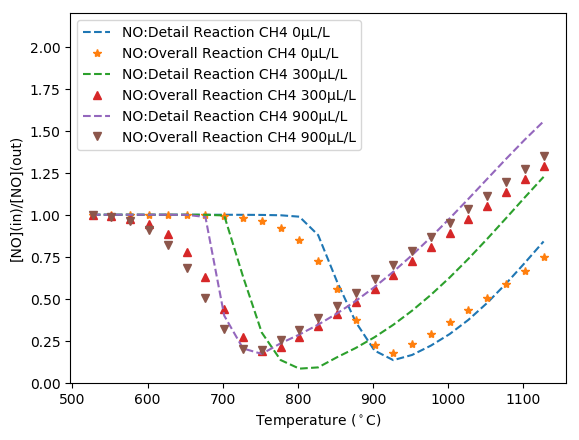 NO:Detail Reaction CH4 0μL/L
NO:Overall Reaction CH4 0μL/L
NO:Detail Reaction CH4 300μL/L
NO:Overall Reaction CH4 300μL/L
NO:Detail Reaction CH4 900μL/L
NO:Overall Reaction CH4 900μL/L
[NO](in)/[NO](out)
2.00
1.75
1.50
1.25
1.00
0.75
0.50
0.25
0.00
500 600 700 800 900 1000 1100
Temperature (°C)